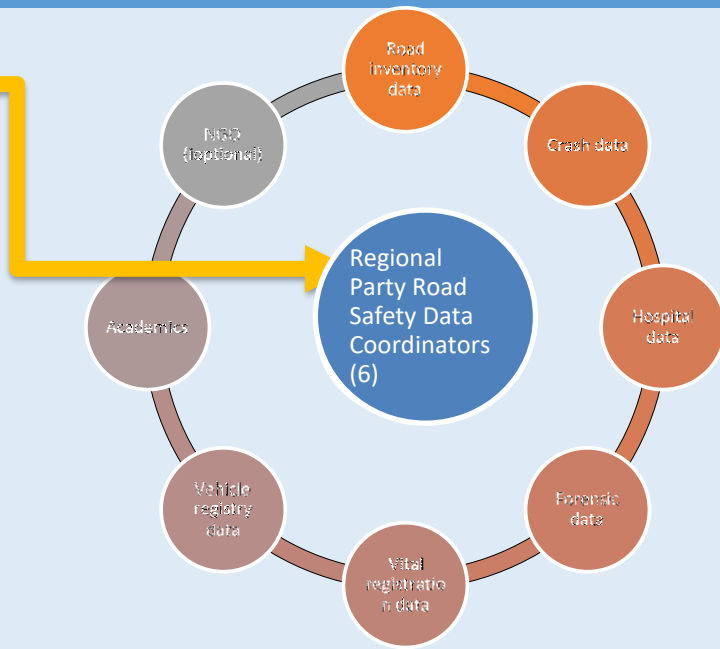 Road
inventory
data
Crash data
Hospital
data
Forensic
data
Vital
registratio
n data
Vehicle
registry
data
Academics
NGO
(optional)
Regional
Party Road
Safety Data
Coordinators
(6)